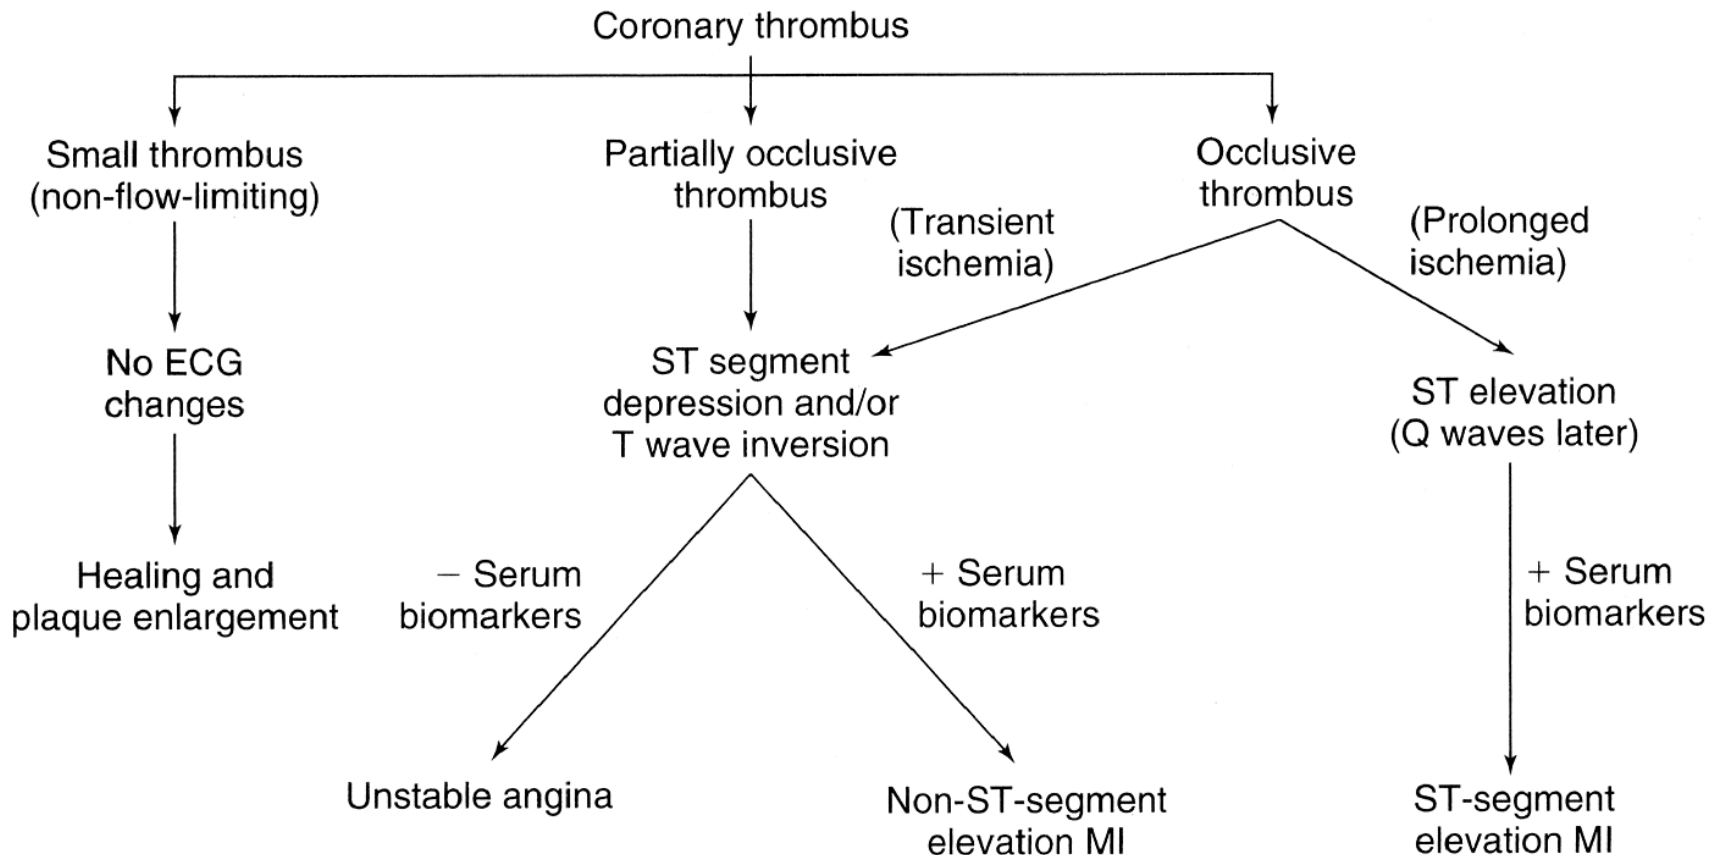 Coronary thrombus
Small thrombus
(non-flow-limiting)
Partially occlusive
thrombus
Occlusive
thrombus
(Transient
ischemia)
(Prolonged
ischemia)
No ECG
changes
ST segment
depression and/or
T wave inversion
ST elevation
(Q waves later)
Healing and
plaque enlargement
− Serum
biomarkers
+ Serum
biomarkers
+ Serum
biomarkers
Unstable angina
Non-ST-segment
elevation MI
ST-segment
elevation MI